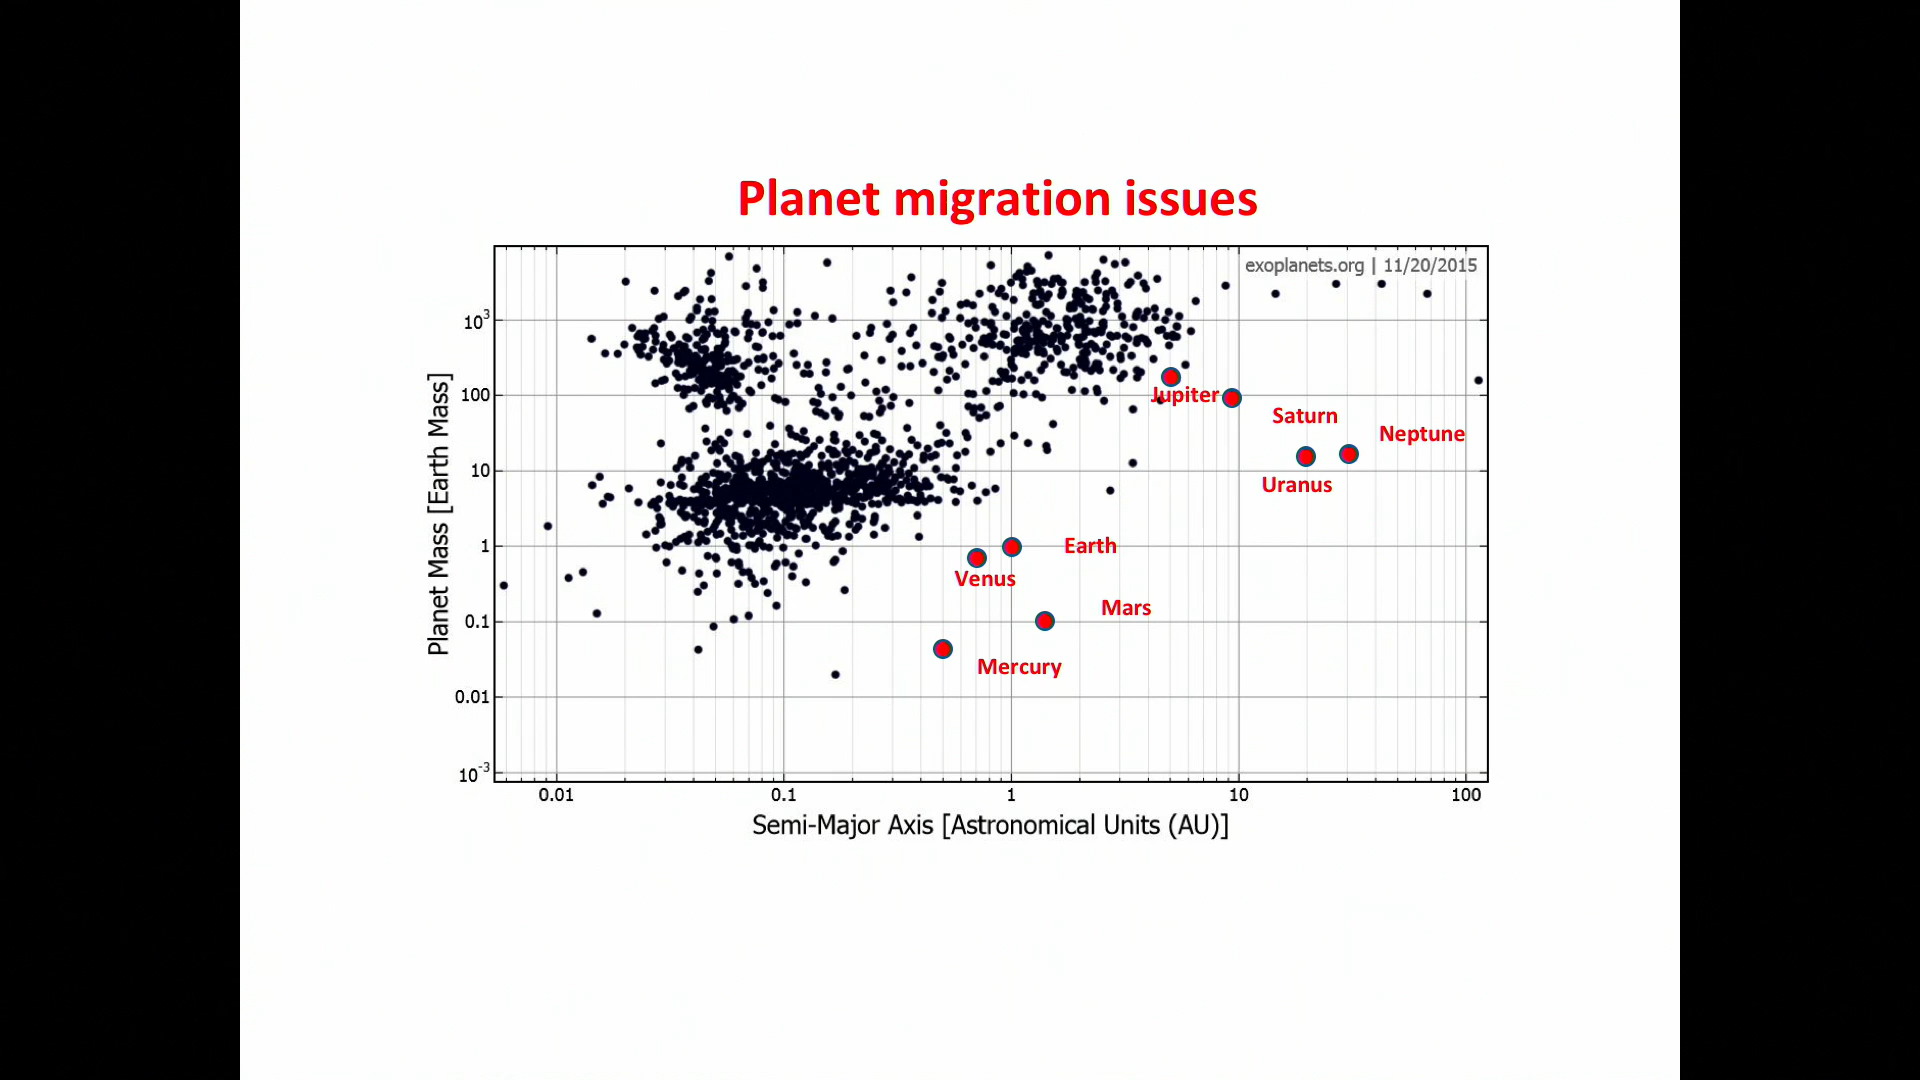 Planet migration issues
exoplanets.org | 11/20/2015
10³
100
10
1
0.1
0.01
10⁻³
Planet Mass [Earth Mass]
Jupiter
Saturn
Neptune
Uranus
Earth
Venus
Mars
Mercury
0.01
0.1
1
10
100
Semi-Major Axis [Astronomical Units (AU)]